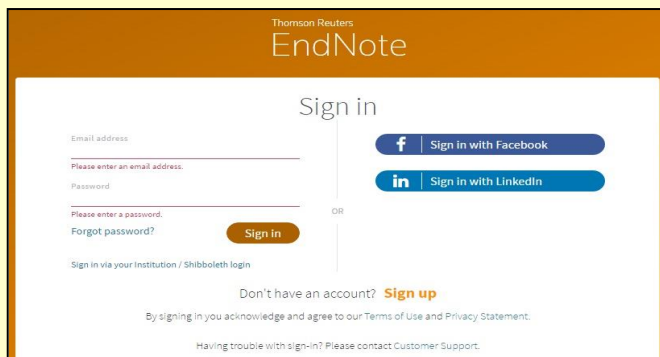 Thomson Reuters
EndNote
Sign in
Email address
Please enter an email address.
Password
Please enter a password.
Forgot password?
Sign in
Sign in via your Institution / Shibboleth login
OR
f Sign in with Facebook
in Sign in with LinkedIn
Don't have an account? Sign up
By signing in you acknowledge and agree to our Terms of Use and Privacy Statement.
Having trouble with sign-in? Please contact Customer Support.